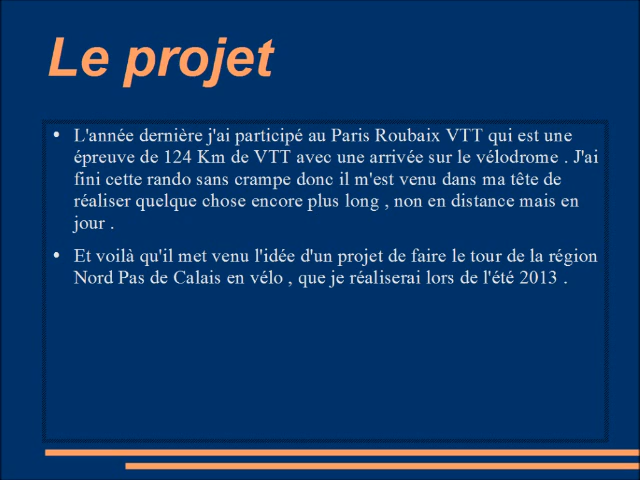 Le projet
• L'année dernière j'ai participé au Paris Roubaix VTT qui est une
épreuve de 124 Km de VTT avec une arrivée sur le vélodrome . J'ai
fini cette rando sans crampe donc il m'est venu dans ma tête de
réaliser quelque chose encore plus long , non en distance mais en
jour .
• Et voilà qu'il met venu l'idée d'un projet de faire le tour de la région
Nord Pas de Calais en vélo , que je réaliserai lors de l'été 2013 .